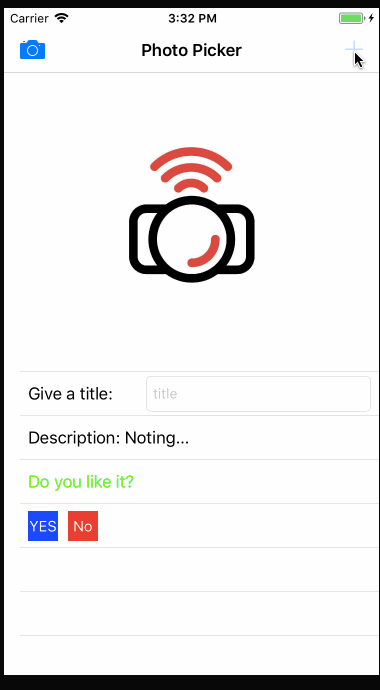 Carrier 3:32 PM
Photo Picker
Give a title: title
Description: Noting...
Do you like it?
YES No